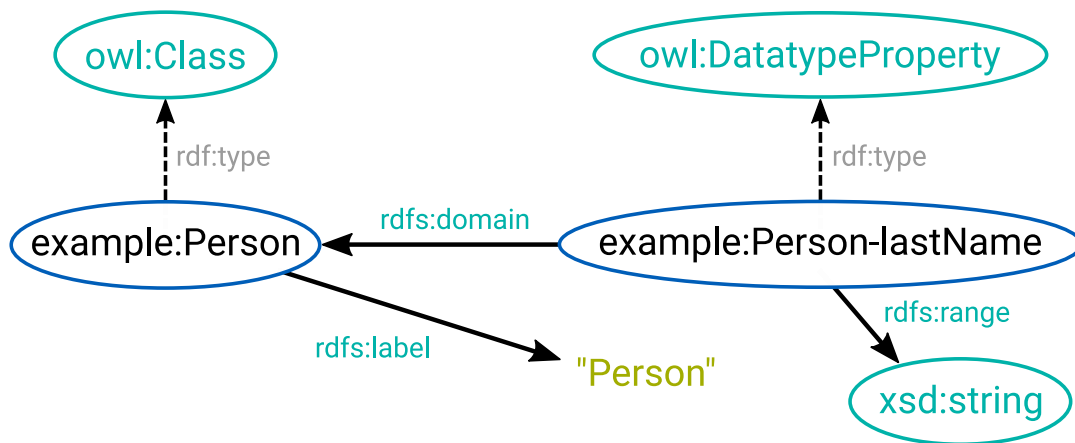 owl:Class
owl:DatatypeProperty
rdf:type
rdf:type
example:Person
rdfs:domain
example:Person-lastName
rdfs:range
rdfs:label
"Person"
xsd:string